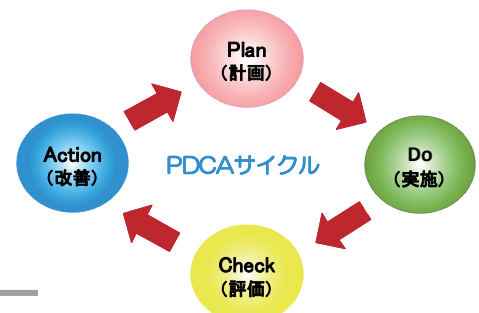 Plan
(計画)
Action
(改善)
PDCAサイクル
Do
(実施)
Check
(評価)